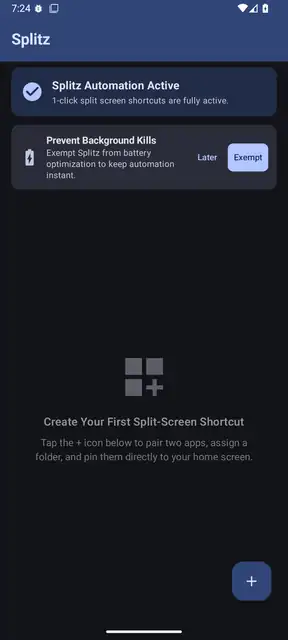 7:24
Splitz
Splitz Automation Active
1-click split screen shortcuts are fully active.
Prevent Background Kills
Exempt Splitz from battery
optimization to keep automation
instant.
Later
Exempt
Create Your First Split-Screen Shortcut
Tap the + icon below to pair two apps, assign a
folder, and pin them directly to your home screen.
+